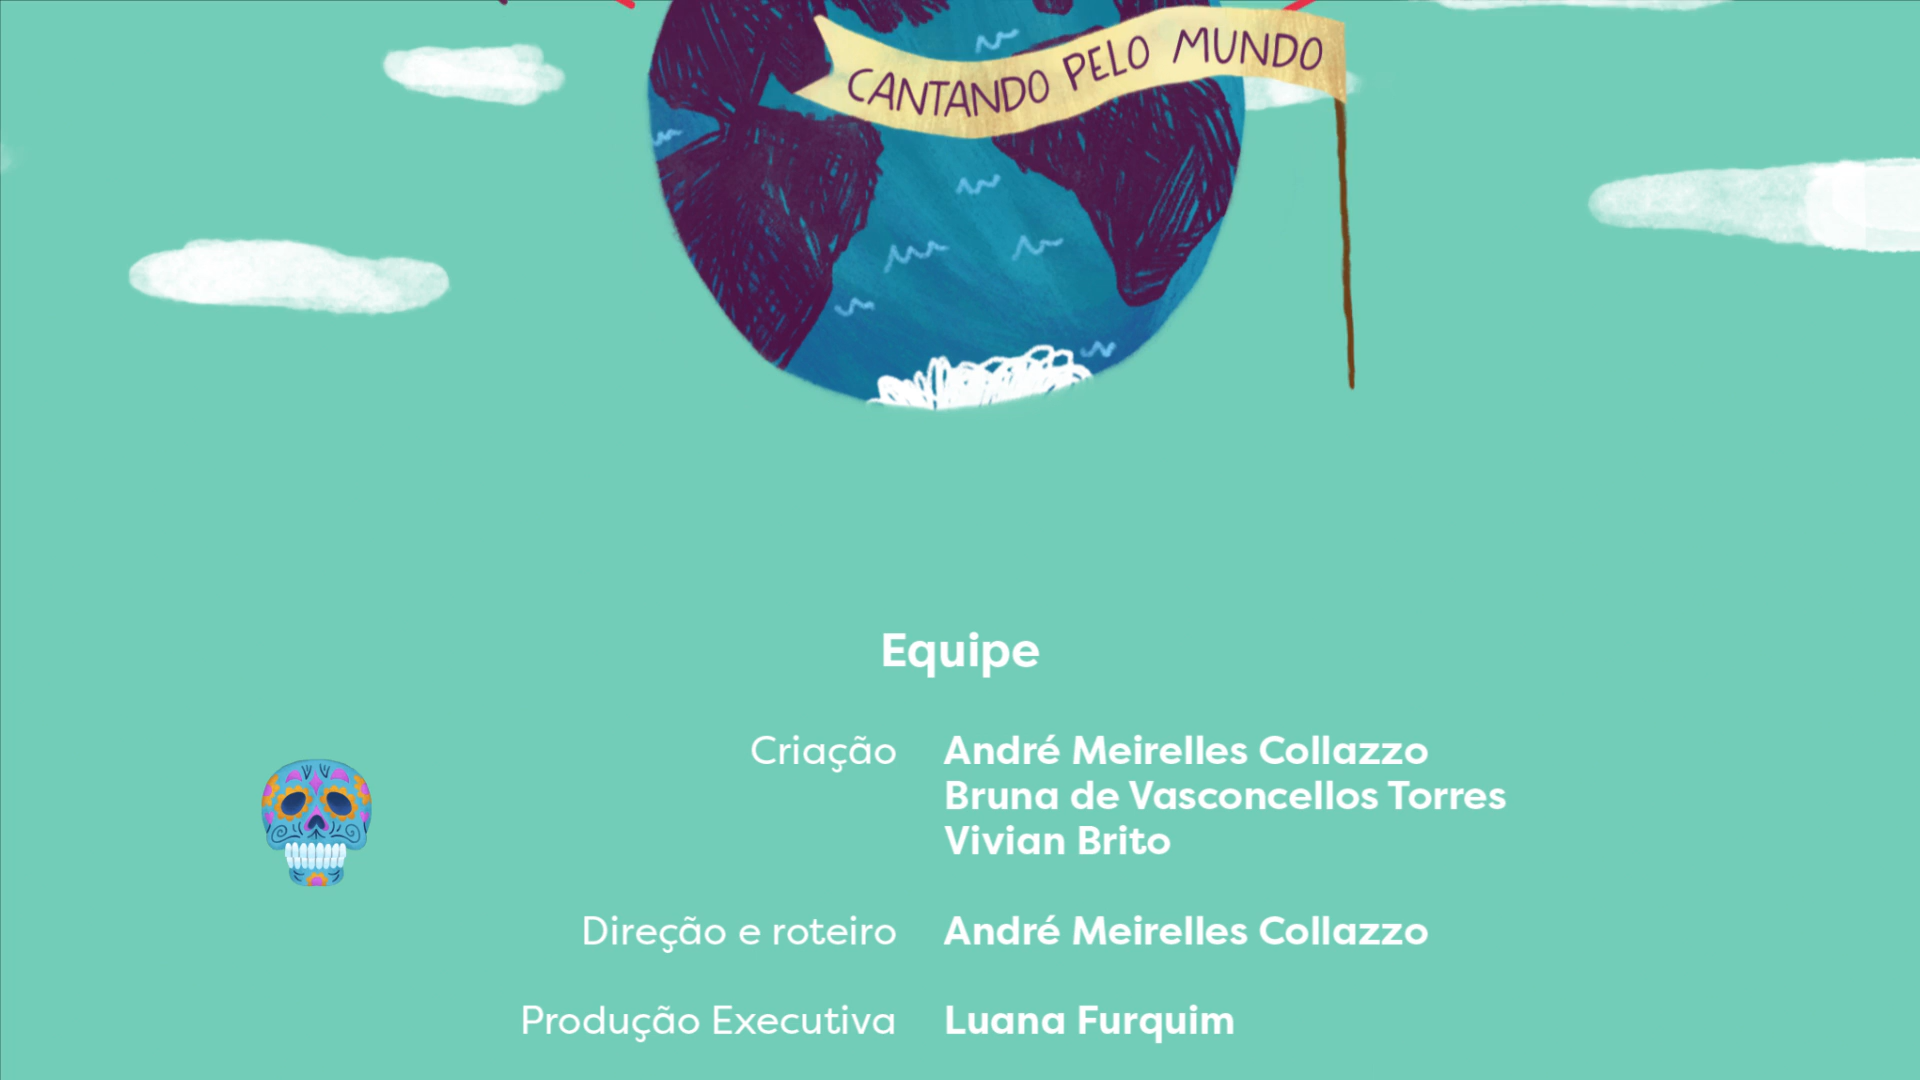 CANTANDO PELO MUNDO
Equipe
Criação André Meirelles Collazzo
Bruna de Vasconcellos Torres
Vivian Brito
Direção e roteiro André Meirelles Collazzo
Produção Executiva Luana Furquim